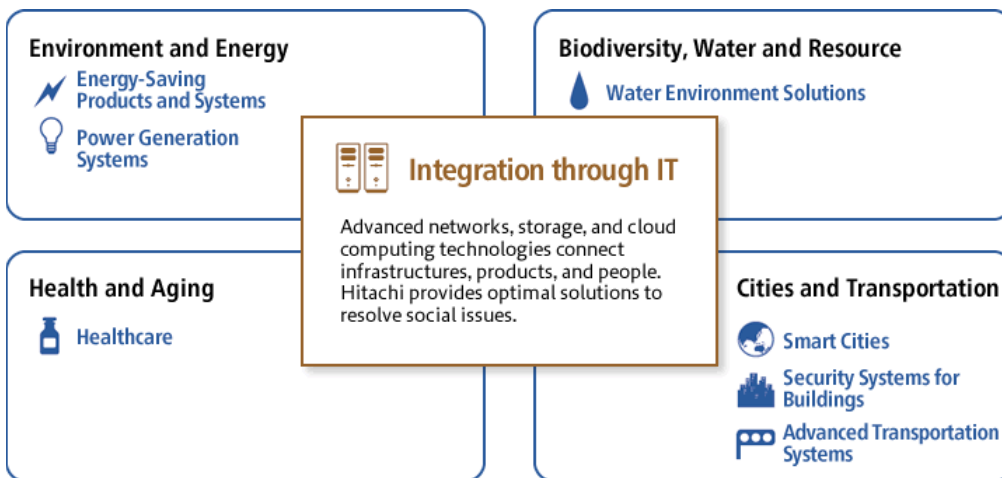 Environment and Energy
Energy-Saving
Products and Systems
Power Generation
Systems
Biodiversity, Water and Resource
Water Environment Solutions
Integration through IT
Advanced networks, storage, and cloud
computing technologies connect
infrastructures, products, and people.
Hitachi provides optimal solutions to
resolve social issues.
Health and Aging
Healthcare
Cities and Transportation
Smart Cities
Security Systems for
Buildings
Advanced Transportation
Systems